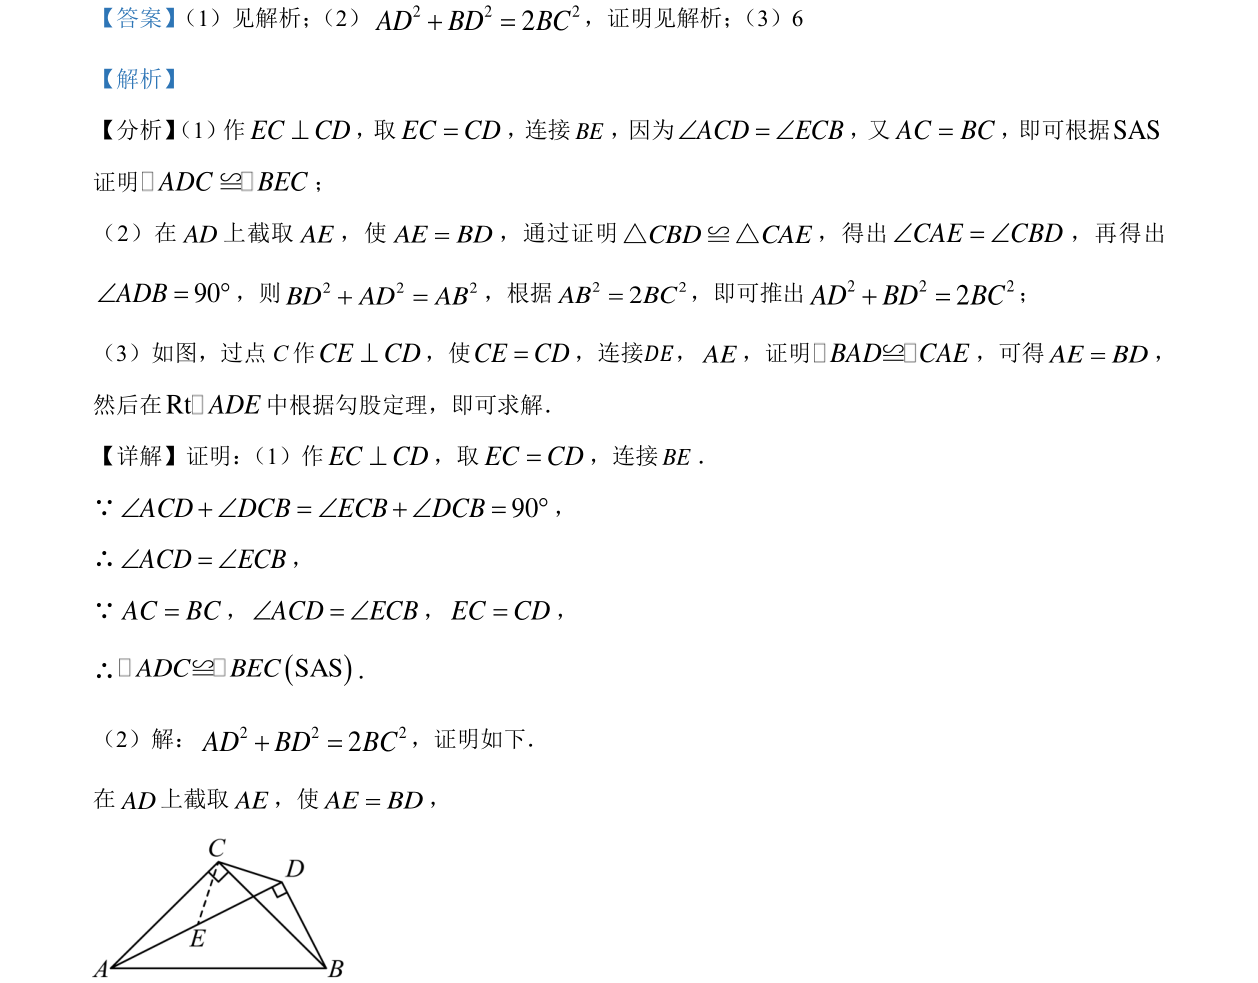 【答案】（1）见解析；（2） AD²+BD²=2BC²，证明见解析；（3）6
【解析】
【分析】（1）作 EC⊥CD，取 EC=CD，连接 BE，因为∠ACD=∠ECB，又 AC=BC，即可根据SAS
证明□ADC≌□BEC；
（2）在 AD 上截取 AE，使 AE=BD，通过证明△CBD≌△CAE，得出∠CAE=∠CBD，再得出
∠ADB=90°，则 BD²+AD²=AB²，根据 AB²=2BC²，即可推出 AD²+BD²=2BC²；
（3）如图，过点 C 作 CE⊥CD，使 CE=CD，连接DE，AE，证明□BAD≌□CAE，可得 AE=BD，
然后在 Rt□ADE 中根据勾股定理，即可求解．
【详解】证明：（1）作 EC⊥CD，取 EC=CD，连接 BE．
∵∠ACD+∠DCB=∠ECB+∠DCB=90°，
∴∠ACD=∠ECB，
∵AC=BC，∠ACD=∠ECB，EC=CD，
∴□ADC≌□BEC(SAS)．
（2）解： AD²+BD²=2BC²，证明如下．
在 AD 上截取 AE，使 AE=BD，
C
D
E
A
B